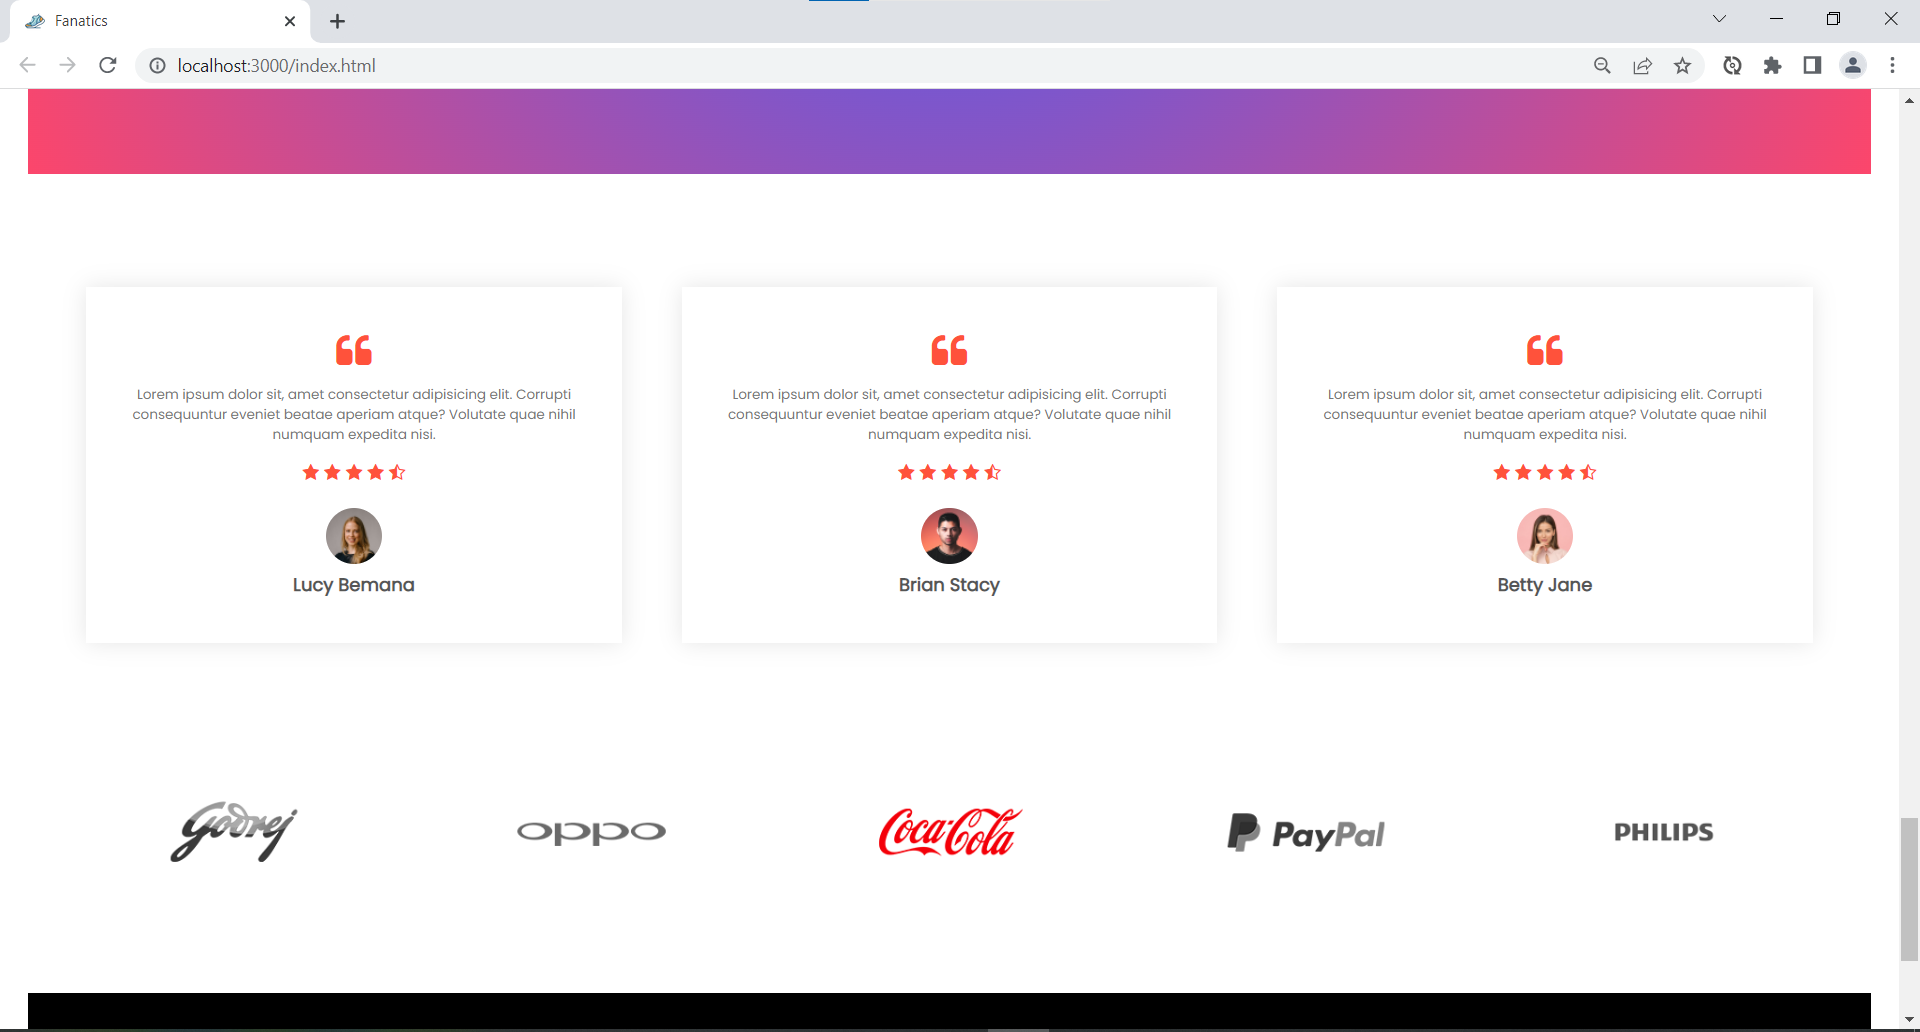 Fanatics
localhost:3000/index.html
Lorem ipsum dolor sit, amet consectetur adipisicing elit. Corrupti
consequuntur eveniet beatae aperiam atque? Volutate quae nihil
numquam expedita nisi.
Lucy Bemana
Lorem ipsum dolor sit, amet consectetur adipisicing elit. Corrupti
consequuntur eveniet beatae aperiam atque? Volutate quae nihil
numquam expedita nisi.
Brian Stacy
Lorem ipsum dolor sit, amet consectetur adipisicing elit. Corrupti
consequuntur eveniet beatae aperiam atque? Volutate quae nihil
numquam expedita nisi.
Betty Jane
Godrej
oppo
Coca-Cola
PayPal
PHILIPS